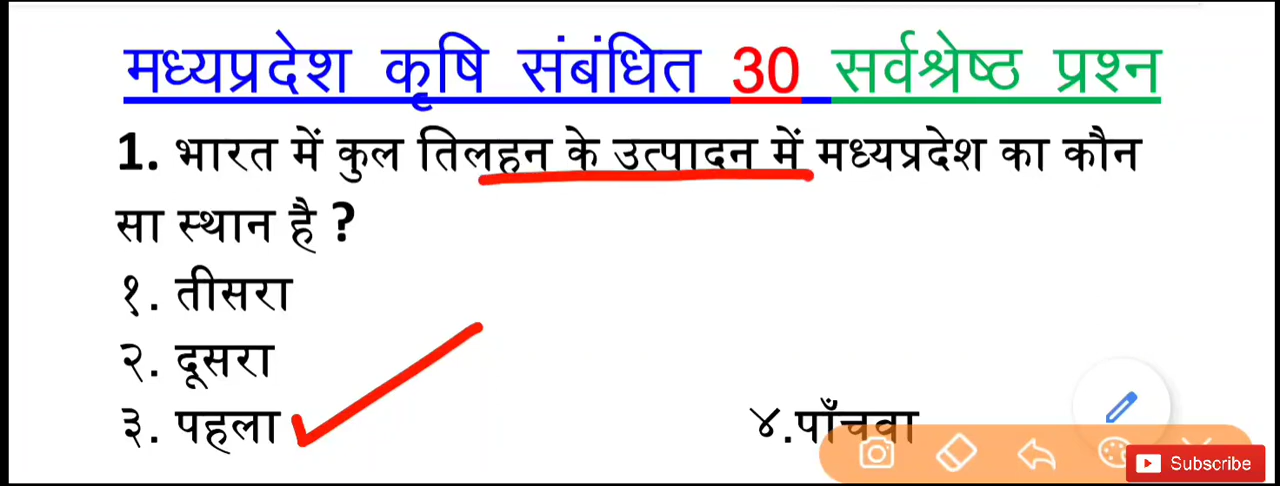 मध्यप्रदेश कृषि संबंधित 30 सर्वश्रेष्ठ प्रश्न
1. भारत में कुल तिलहन के उत्पादन में मध्यप्रदेश का कौन
सा स्थान है ?
१. तीसरा
२. दूसरा
३. पहला ४.पाँचवा
Subscribe